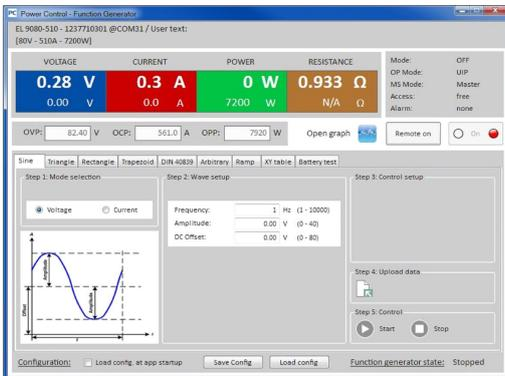 Power Control - Function Generator
EL 9080-510 - 1237710301 @COM31 / User text:
[80V - 510A - 7200W]
VOLTAGE CURRENT POWER RESISTANCE
0.28 V 0.3 A 0 W 0.933 Ω
0.00 V 0.0 A 7200 W N/A Ω
Mode: OFF
OP Mode: UIP
MS Mode: Master
Access: free
Alarm: none
OVP: 82.40 V OCP: 561.0 A OPP: 7920 W Open graph Remote on On
Sine Triangle Rectangle Trapezoid DIN 40839 Arbitrary Ramp XY table Battery test
Step 1: Mode selection
Voltage Current
Step 2: Wave setup
Frequency: 1 Hz (1 - 10000)
Amplitude: 0.00 V (0 - 40)
DC Offset: 0.00 V (0 - 80)
Step 3: Control setup
A
Amplitude
Amplitude
Offset
t
Step 4: Upload data
Step 5: Control
Start Stop
Configuration: Load config. at app startup Save Config Load config Function generator state: Stopped